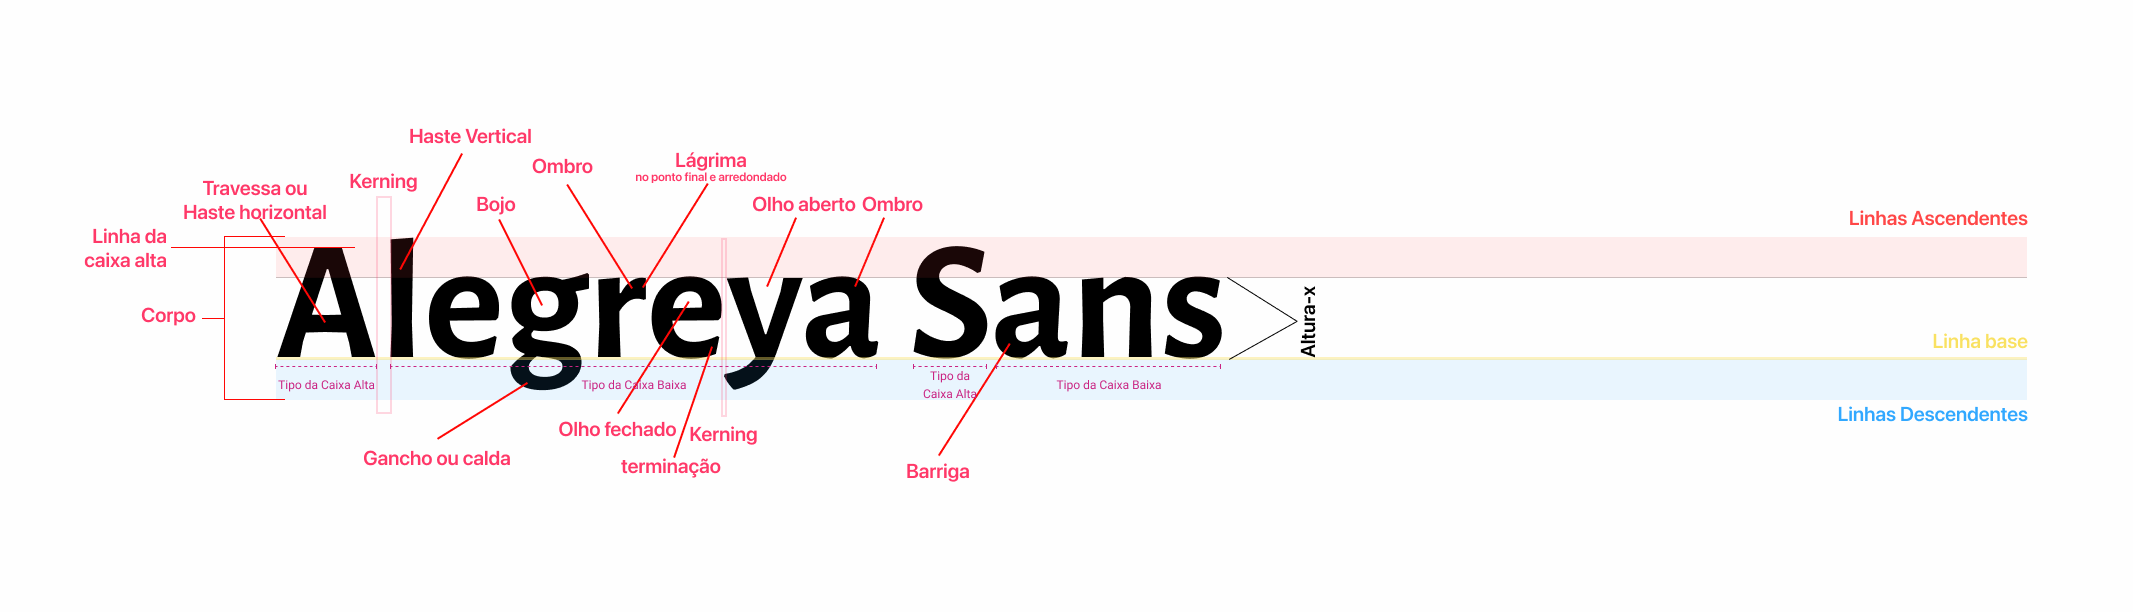 Haste Vertical
Ombro
Lágrima
no ponto final e arredondado
Kerning
Travessa ou
Haste horizontal
Bojo
Olho aberto
Ombro
Linhas Ascendentes
Linha da
caixa alta
Corpo
Alegreya Sans
Altura-x
Linha base
Tipo da Caixa Alta
Tipo da Caixa Baixa
Tipo da
Caixa Alta
Tipo da Caixa Baixa
Linhas Descendentes
Olho fechado
Kerning
Gancho ou calda
terminação
Barriga